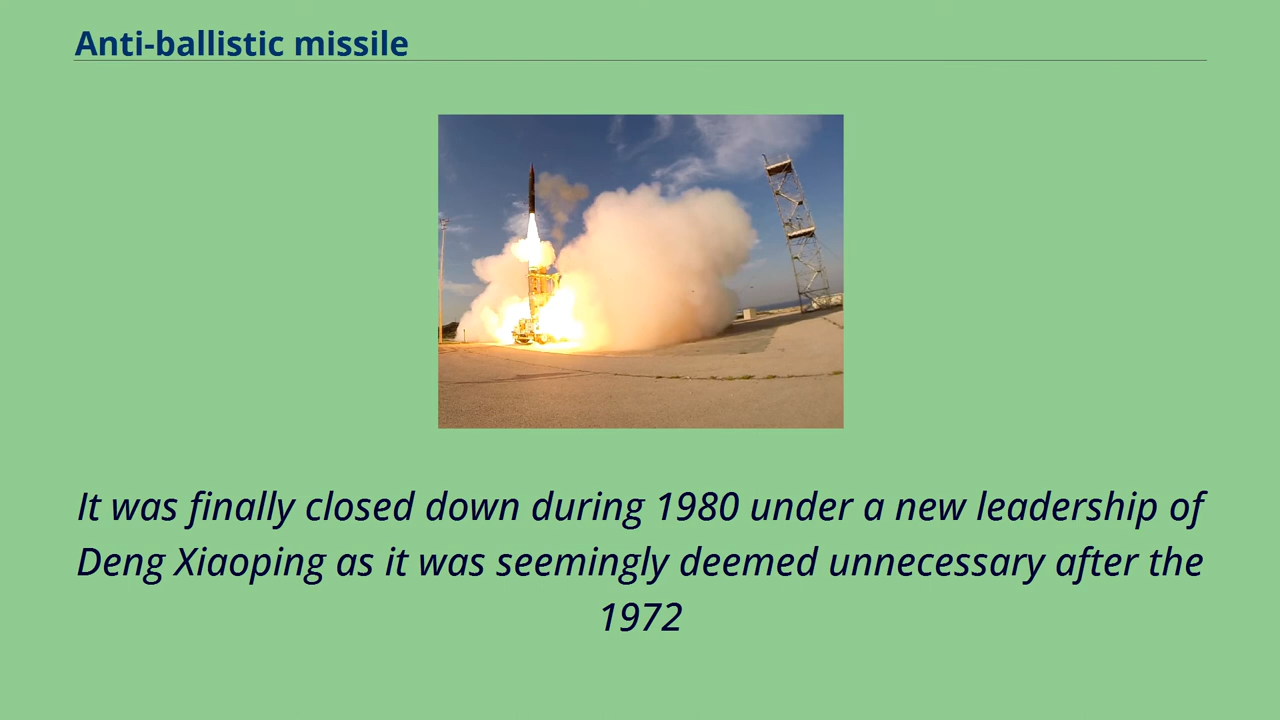 Anti-ballistic missile
It was finally closed down during 1980 under a new leadership of
Deng Xiaoping as it was seemingly deemed unnecessary after the
1972